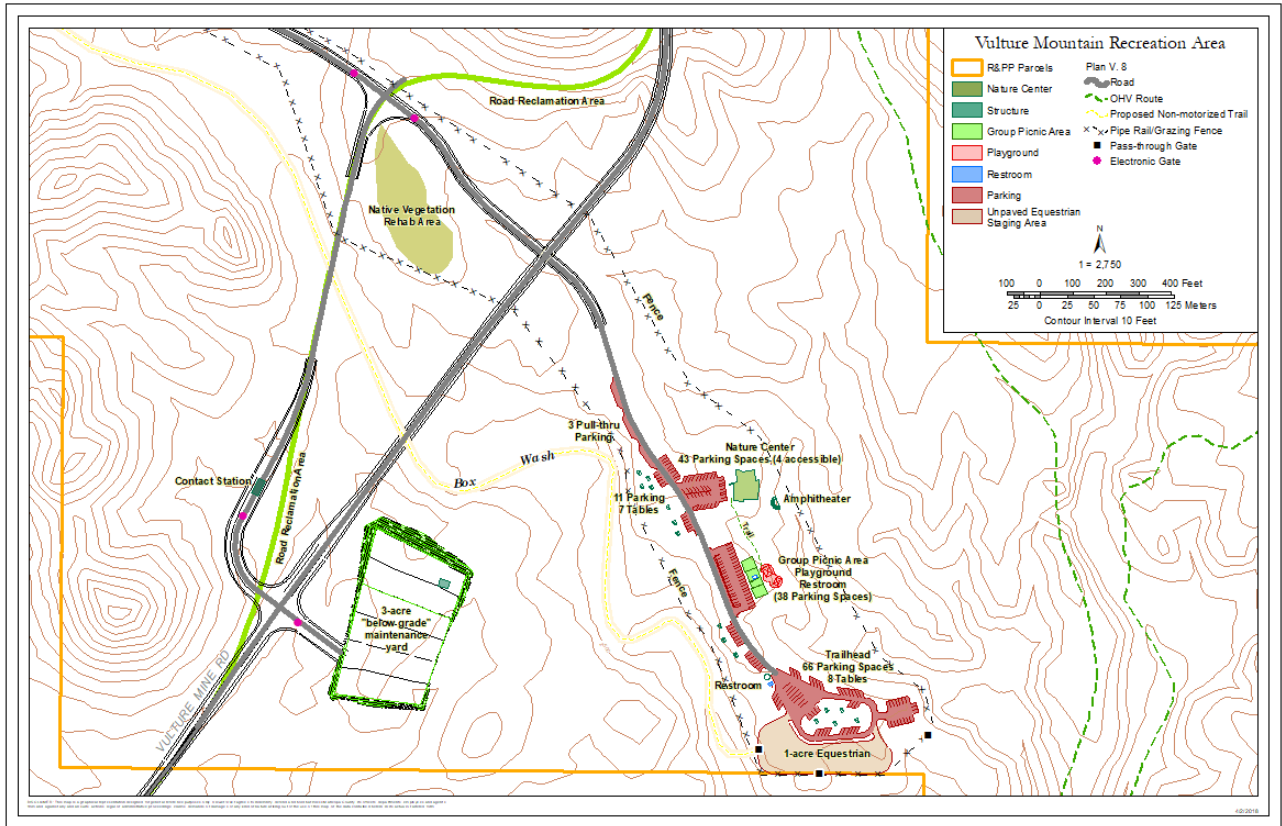 Vulture Mountain Recreation Area
R&PP Parcels
Nature Center
Structure
Group Picnic Area
Playground
Restroom
Parking
Unpaved Equestrian
Staging Area
Plan V. 8
Road
OHV Route
Proposed Non-motorized Trail
Pipe Rail/Grazing Fence
Pass-through Gate
Electronic Gate
N
1 = 2,750
100 0 100 200 300 400 Feet
25 0 25 50 75 100 125 Meters
Contour Interval 10 Feet
Road Reclamation Area
Native Vegetation
Rehab Area
Fence
3 Pull-thru
Parking
Nature Center
43 Parking Spaces (4 accessible)
Box Wash
Contact Station
11 Parking
7 Tables
Amphitheater
Trail
Road Reclamation Area
Group Picnic Area
Playground
Restroom
(38 Parking Spaces)
Fence
3-acre
"below-grade"
maintenance
yard
Trailhead
66 Parking Spaces
8 Tables
Restroom
VULTURE MINE RD
1-acre Equestrian
4/2/2018